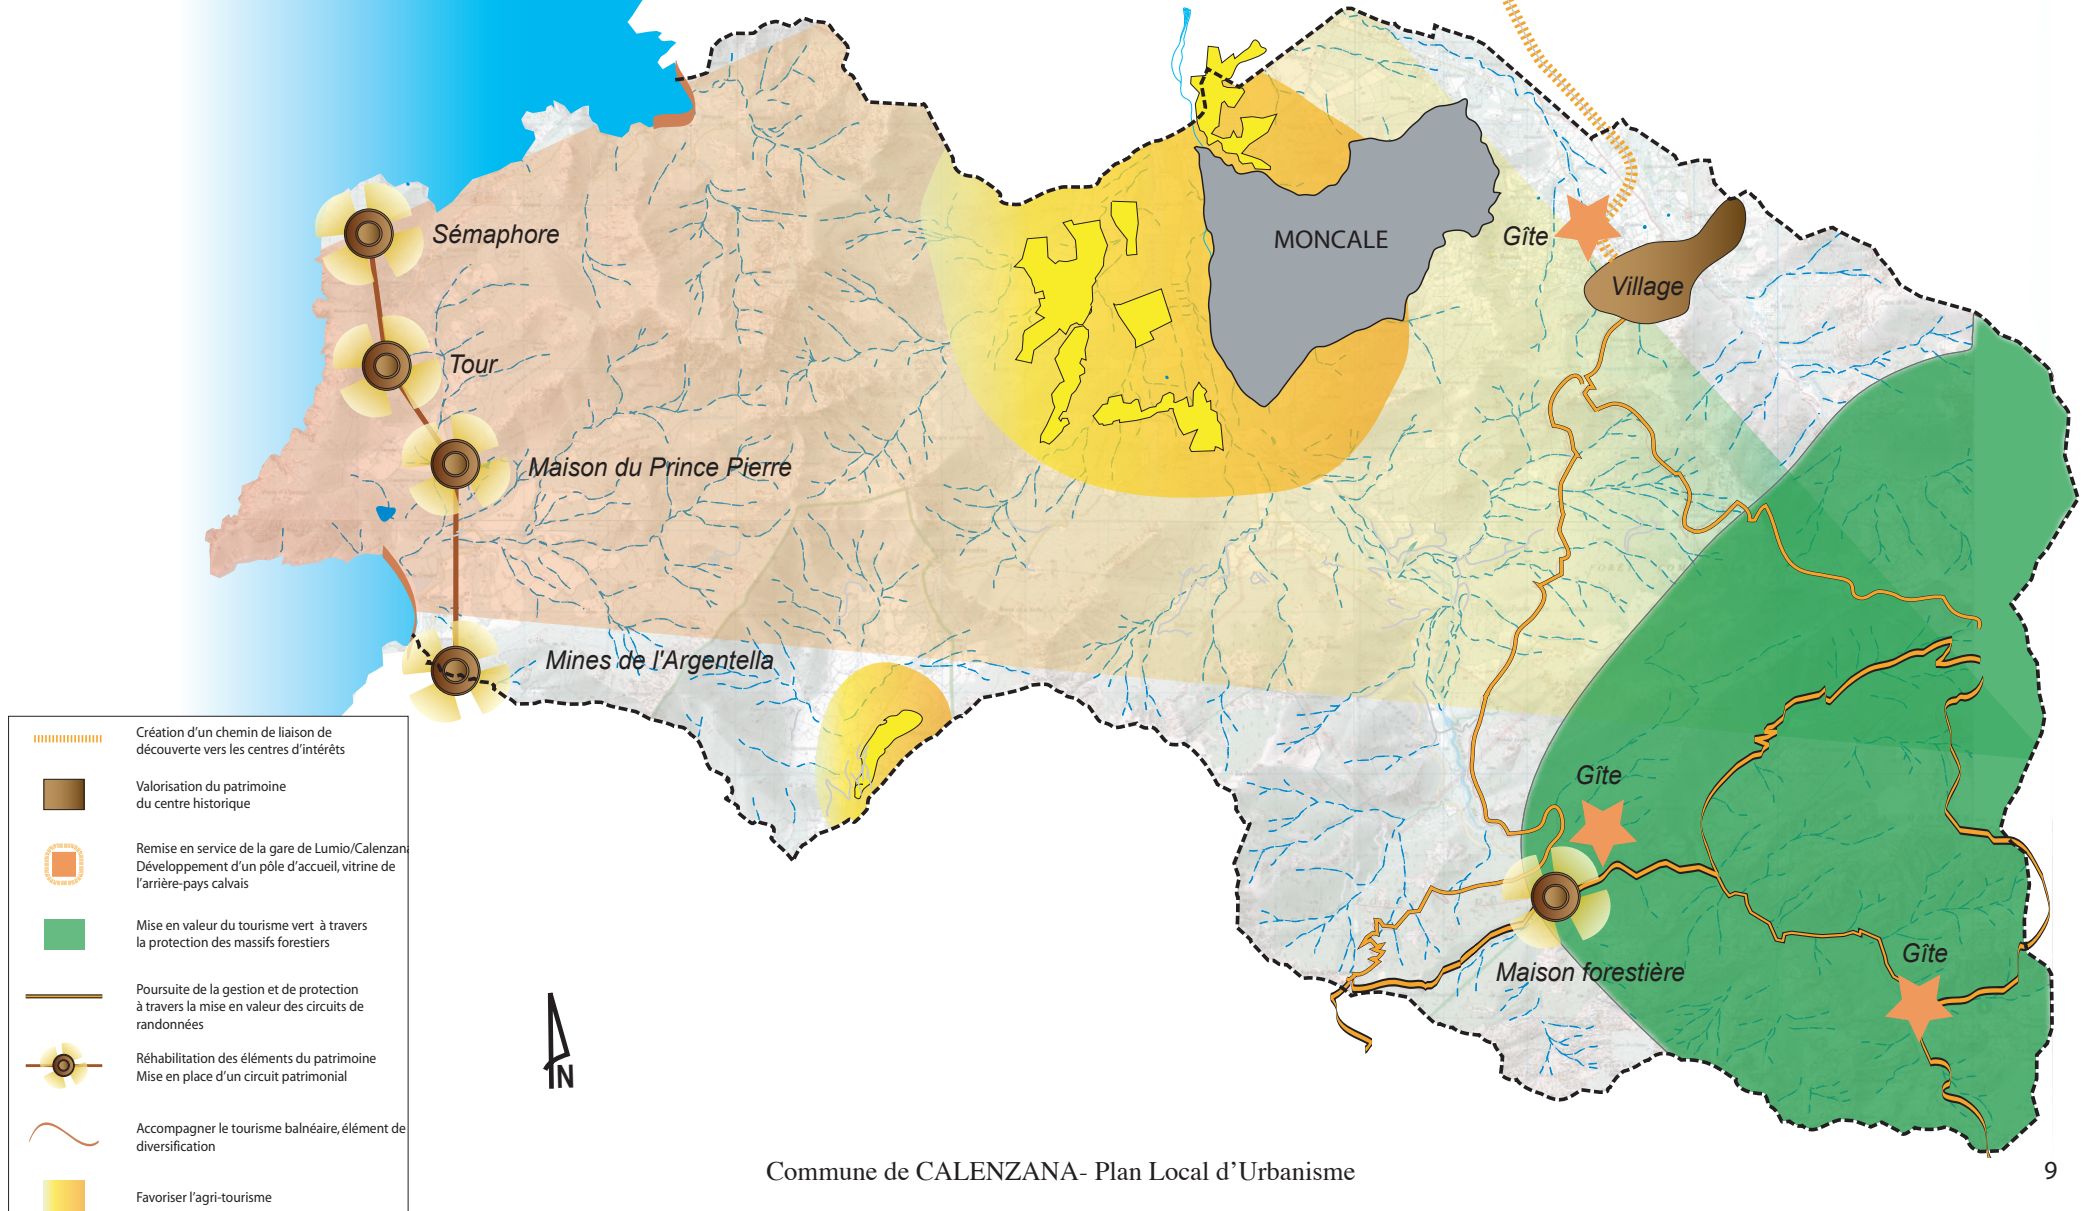 Sémaphore
MONCALE
Gîte
Village
Tour
Maison du Prince Pierre
Mines de l'Argentella
Gîte
Maison forestière
Gîte
Création d'un chemin de liaison de
découverte vers les centres d'intérêts
Valorisation du patrimoine
du centre historique
Remise en service de la gare de Lumio/Calenzana
Développement d'un pôle d'accueil, vitrine de
l'arrière-pays calvais
Mise en valeur du tourisme vert à travers
la protection des massifs forestiers
Poursuite de la gestion et de protection
à travers la mise en valeur des circuits de
randonnées
Réhabilitation des éléments du patrimoine
Mise en place d'un circuit patrimonial
Accompagner le tourisme balnéaire, élément de
diversification
Favoriser l'agri-tourisme
N
Commune de CALENZANA- Plan Local d'Urbanisme
9